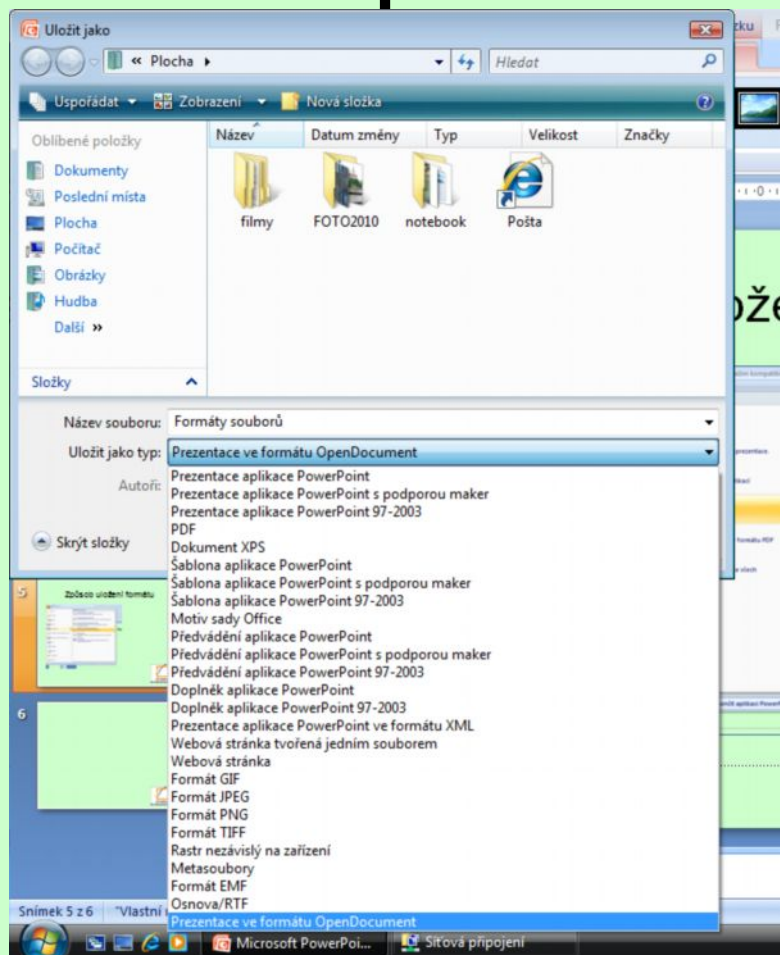 Uložit jako
« Plocha
Hledat
Uspořádat
Zobrazení
Nová složka
Oblíbené položky
Dokumenty
Poslední místa
Plocha
Počítač
Obrázky
Hudba
Další »
Složky
Název
Datum změny
Typ
Velikost
Značky
filmy
FOTO2010
notebook
Pošta
Název souboru: Formáty souborů
Uložit jako typ: Prezentace ve formátu OpenDocument
Autoři:
Skrýt složky
Prezentace aplikace PowerPoint
Prezentace aplikace PowerPoint s podporou maker
Prezentace aplikace PowerPoint 97-2003
PDF
Dokument XPS
Šablona aplikace PowerPoint
Šablona aplikace PowerPoint s podporou maker
Šablona aplikace PowerPoint 97-2003
Motiv sady Office
Předvádění aplikace PowerPoint
Předvádění aplikace PowerPoint s podporou maker
Předvádění aplikace PowerPoint 97-2003
Doplněk aplikace PowerPoint
Doplněk aplikace PowerPoint 97-2003
Prezentace aplikace PowerPoint ve formátu XML
Webová stránka tvořená jedním souborem
Webová stránka
Formát GIF
Formát JPEG
Formát PNG
Formát TIFF
Rastr nezávislý na zařízení
Metasoubory
Formát EMF
Osnova/RTF
Prezentace ve formátu OpenDocument
5
Způsob uložení formátu
6
Snímek 5 z 6
"Vlastní
Microsoft PowerPoi...
Síťová připojení